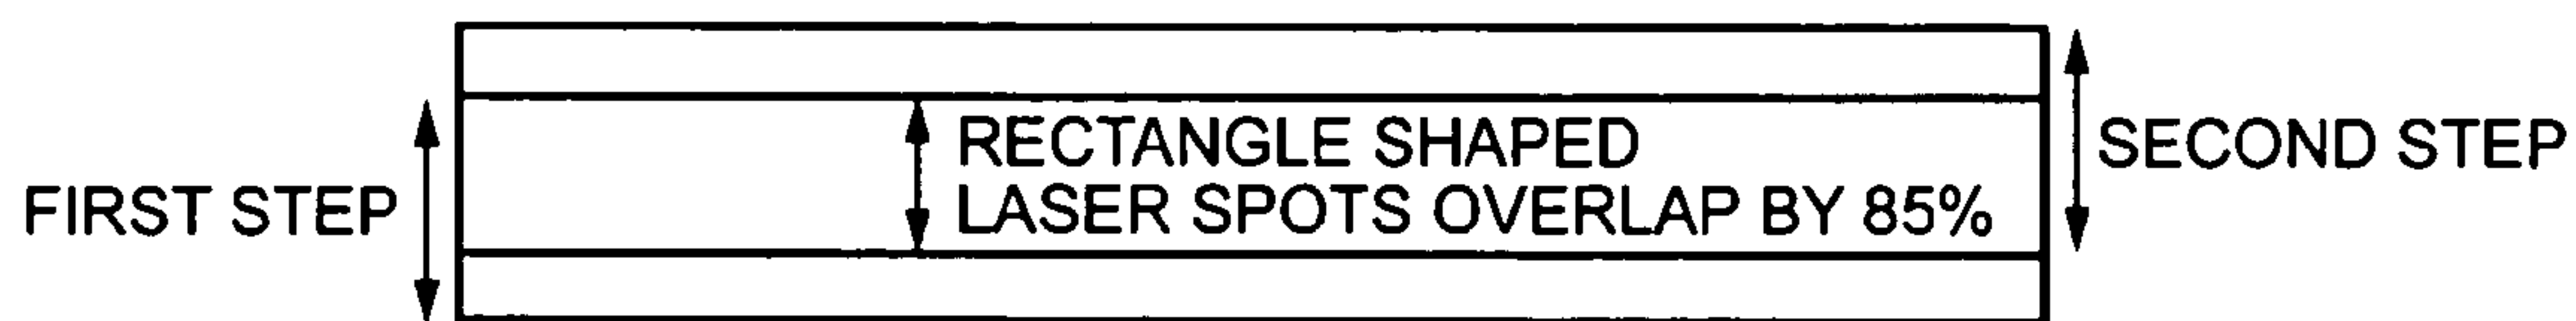 FIRST STEP
RECTANGLE SHAPED
LASER SPOTS OVERLAP BY 85%
SECOND STEP